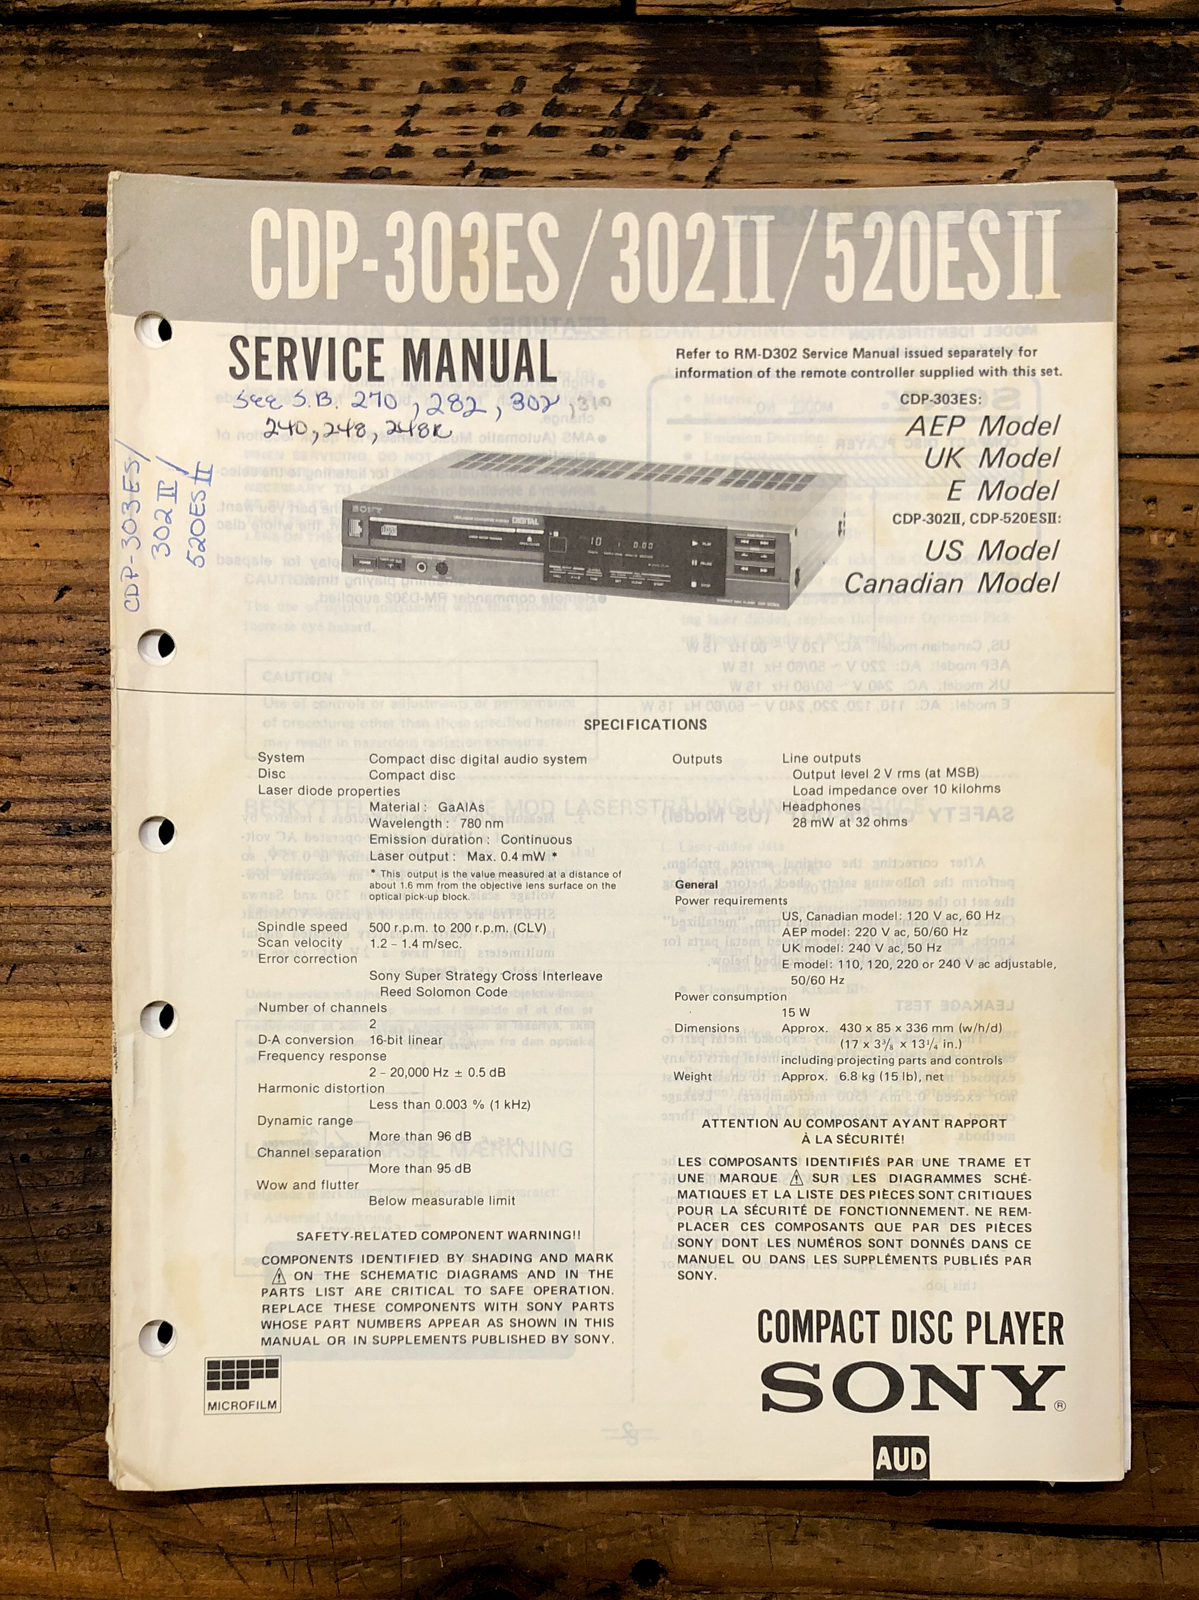 CDP-303ES/302II/520ESII
SERVICE MANUAL
See S.B. 270, 282, 302, 310
240, 248, 248R
CDP-303ES/
302II/
520ESII
Refer to RM-D302 Service Manual issued separately for
information of the remote controller supplied with this set.
CDP-303ES:
AEP Model
UK Model
E Model
CDP-302II, CDP-520ESII:
US Model
Canadian Model
SONY
DIGITAL
SPECIFICATIONS
System Compact disc digital audio system
Disc Compact disc
Laser diode properties
Material : GaAlAs
Wavelength : 780 nm
Emission duration : Continuous
Laser output : Max. 0.4 mW *
* This output is the value measured at a distance of
about 1.6 mm from the objective lens surface on the
optical pick-up block.
Spindle speed 500 r.p.m. to 200 r.p.m. (CLV)
Scan velocity 1.2 – 1.4 m/sec.
Error correction
Sony Super Strategy Cross Interleave
Reed Solomon Code
Number of channels
2
D-A conversion 16-bit linear
Frequency response
2 – 20,000 Hz ± 0.5 dB
Harmonic distortion
Less than 0.003 % (1 kHz)
Dynamic range
More than 96 dB
Channel separation
More than 95 dB
Wow and flutter
Below measurable limit
SAFETY-RELATED COMPONENT WARNING!!
COMPONENTS IDENTIFIED BY SHADING AND MARK
⚠ ON THE SCHEMATIC DIAGRAMS AND IN THE
PARTS LIST ARE CRITICAL TO SAFE OPERATION.
REPLACE THESE COMPONENTS WITH SONY PARTS
WHOSE PART NUMBERS APPEAR AS SHOWN IN THIS
MANUAL OR IN SUPPLEMENTS PUBLISHED BY SONY.
MICROFILM
Outputs Line outputs
Output level 2 V rms (at MSB)
Load impedance over 10 kilohms
Headphones
28 mW at 32 ohms
General
Power requirements
US, Canadian model: 120 V ac, 60 Hz
AEP model: 220 V ac, 50/60 Hz
UK model: 240 V ac, 50 Hz
E model: 110, 120, 220 or 240 V ac adjustable,
50/60 Hz
Power consumption
15 W
Dimensions Approx. 430 x 85 x 336 mm (w/h/d)
(17 x 3 3/8 x 13 1/4 in.)
including projecting parts and controls
Weight Approx. 6.8 kg (15 lb), net
ATTENTION AU COMPOSANT AYANT RAPPORT
À LA SÉCURITÉ!
LES COMPOSANTS IDENTIFIÉS PAR UNE TRAME ET
UNE MARQUE ⚠ SUR LES DIAGRAMMES SCHÉ-
MATIQUES ET LA LISTE DES PIÈCES SONT CRITIQUES
POUR LA SÉCURITÉ DE FONCTIONNEMENT. NE REM-
PLACER CES COMPOSANTS QUE PAR DES PIÈCES
SONY DONT LES NUMÉROS SONT DONNÉS DANS CE
MANUEL OU DANS LES SUPPLÉMENTS PUBLIÉS PAR
SONY.
COMPACT DISC PLAYER
SONY®
AUD